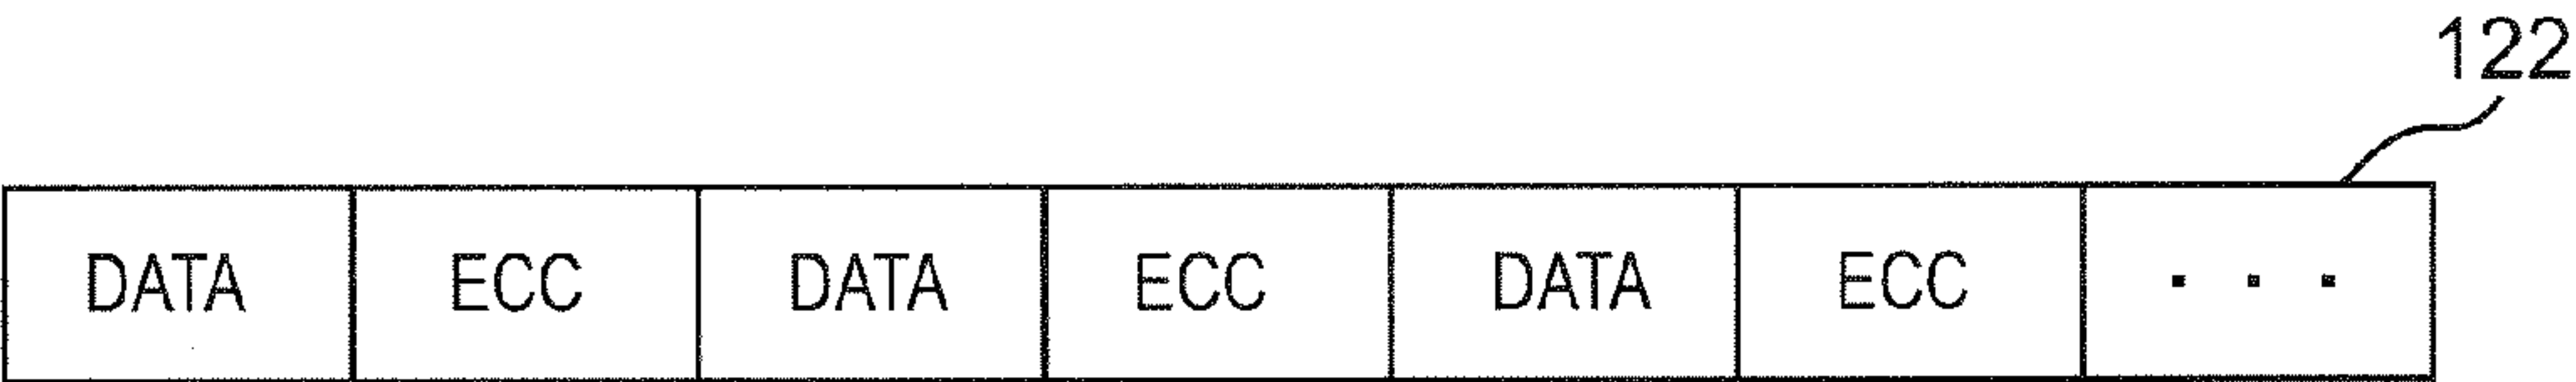 122
DATA ECC DATA ECC DATA ECC . . .